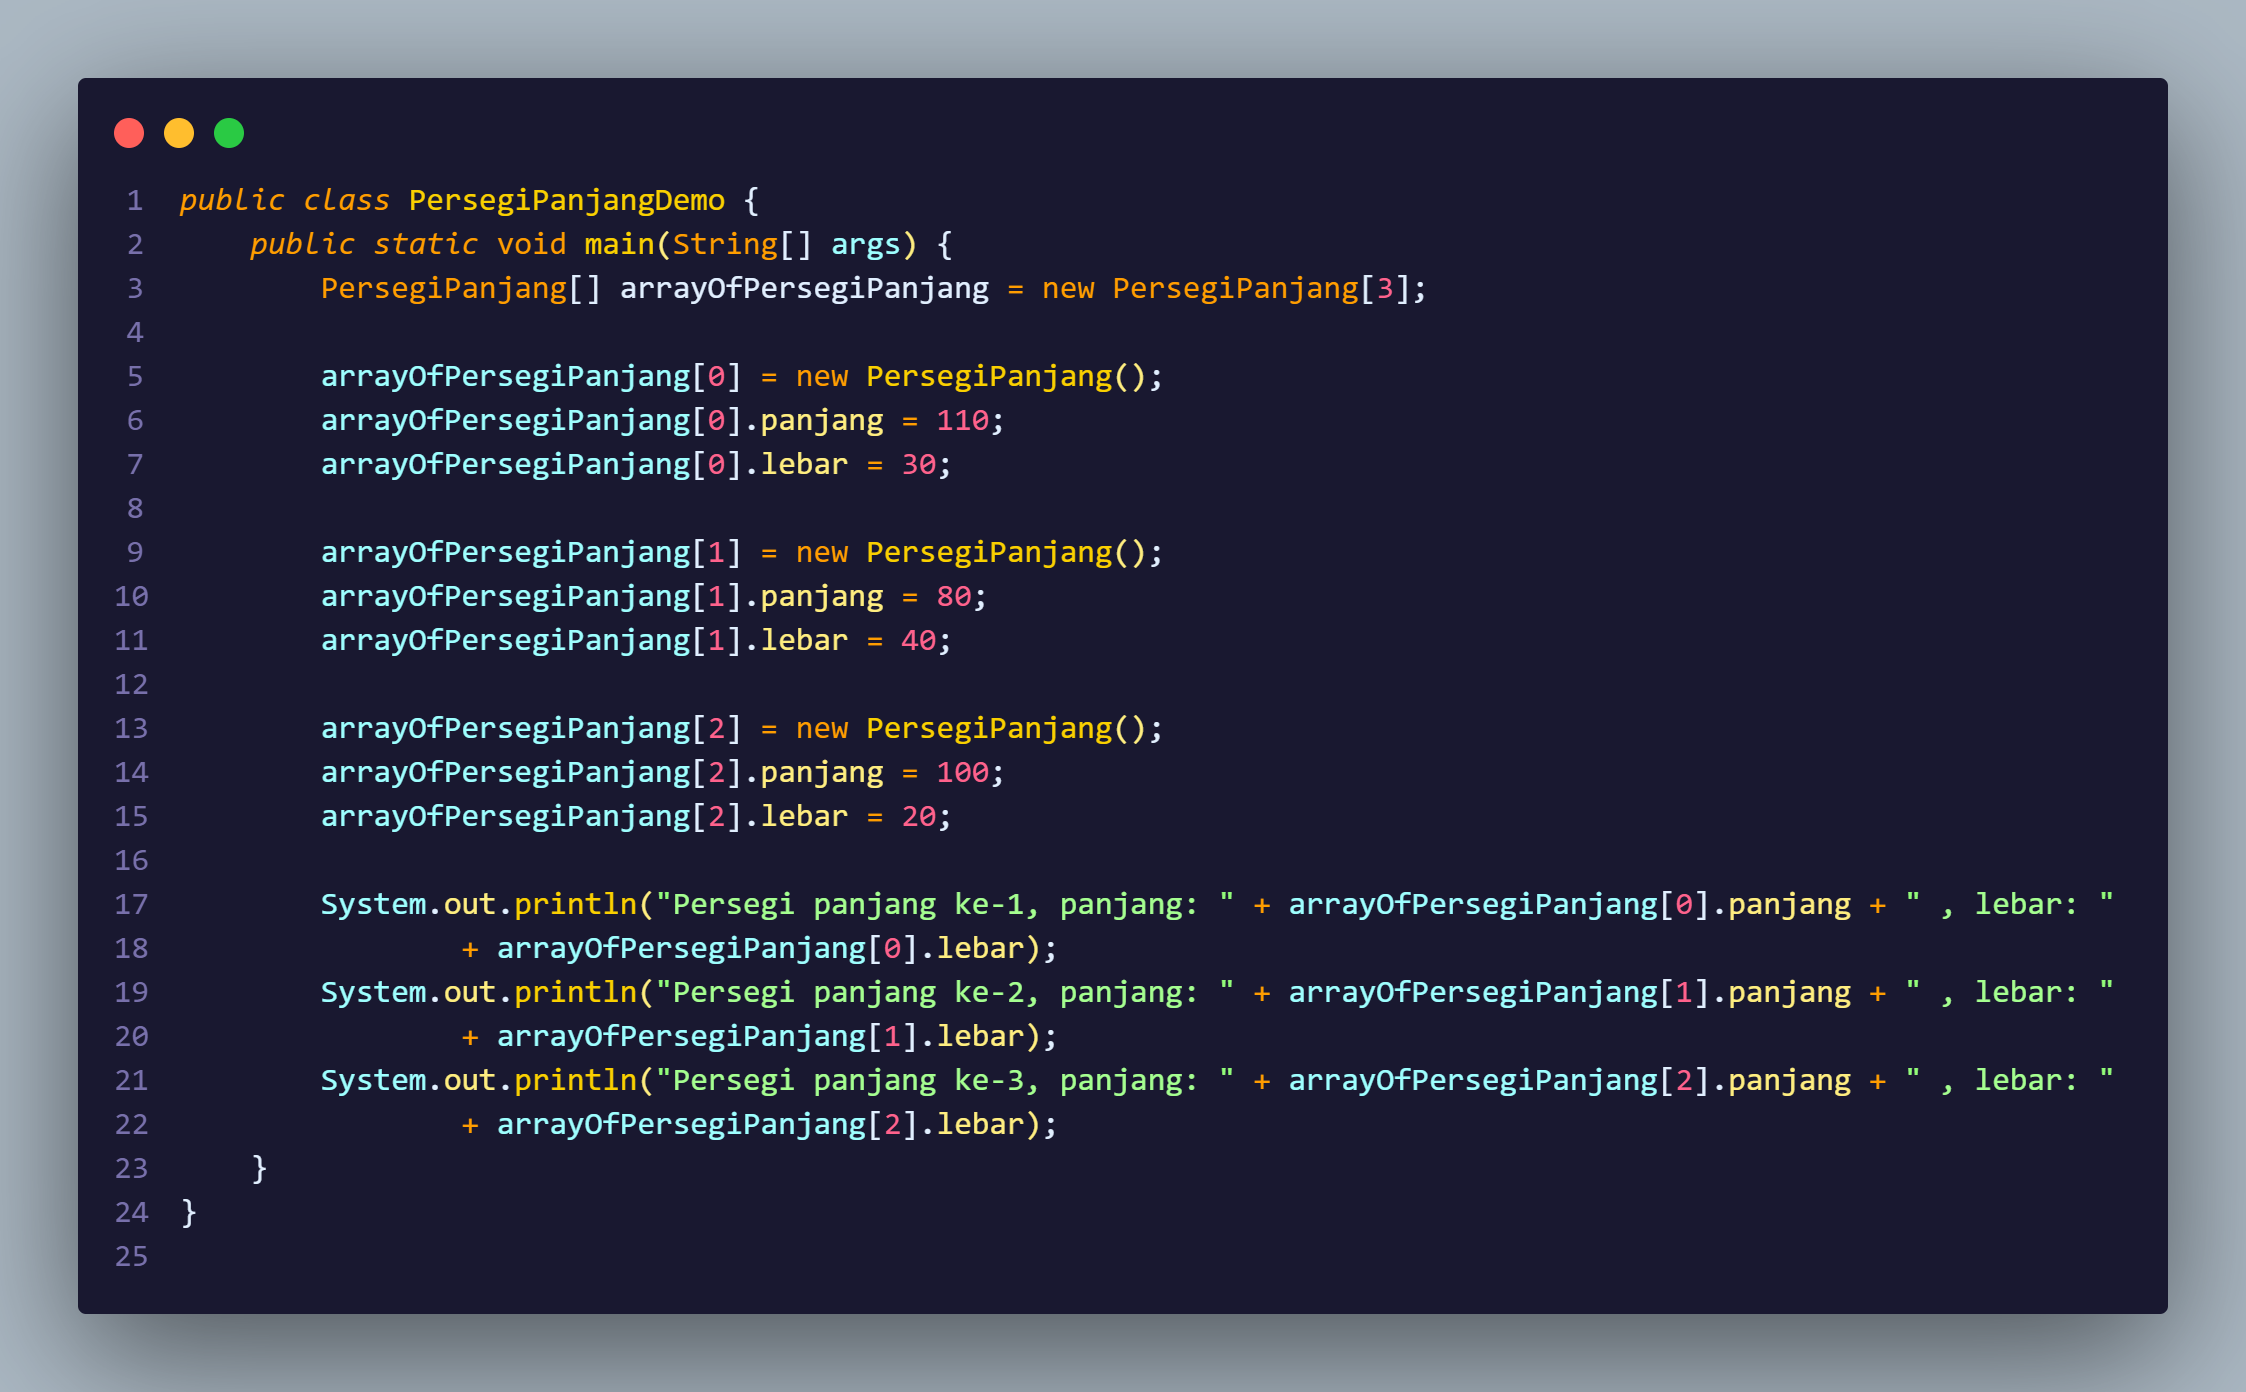 1 public class PersegiPanjangDemo {
2     public static void main(String[] args) {
3         PersegiPanjang[] arrayOfPersegiPanjang = new PersegiPanjang[3];
4
5         arrayOfPersegiPanjang[0] = new PersegiPanjang();
6         arrayOfPersegiPanjang[0].panjang = 110;
7         arrayOfPersegiPanjang[0].lebar = 30;
8
9         arrayOfPersegiPanjang[1] = new PersegiPanjang();
10         arrayOfPersegiPanjang[1].panjang = 80;
11         arrayOfPersegiPanjang[1].lebar = 40;
12
13         arrayOfPersegiPanjang[2] = new PersegiPanjang();
14         arrayOfPersegiPanjang[2].panjang = 100;
15         arrayOfPersegiPanjang[2].lebar = 20;
16
17         System.out.println("Persegi panjang ke-1, panjang: " + arrayOfPersegiPanjang[0].panjang + " , lebar: "
18                 + arrayOfPersegiPanjang[0].lebar);
19         System.out.println("Persegi panjang ke-2, panjang: " + arrayOfPersegiPanjang[1].panjang + " , lebar: "
20                 + arrayOfPersegiPanjang[1].lebar);
21         System.out.println("Persegi panjang ke-3, panjang: " + arrayOfPersegiPanjang[2].panjang + " , lebar: "
22                 + arrayOfPersegiPanjang[2].lebar);
23     }
24 }
25